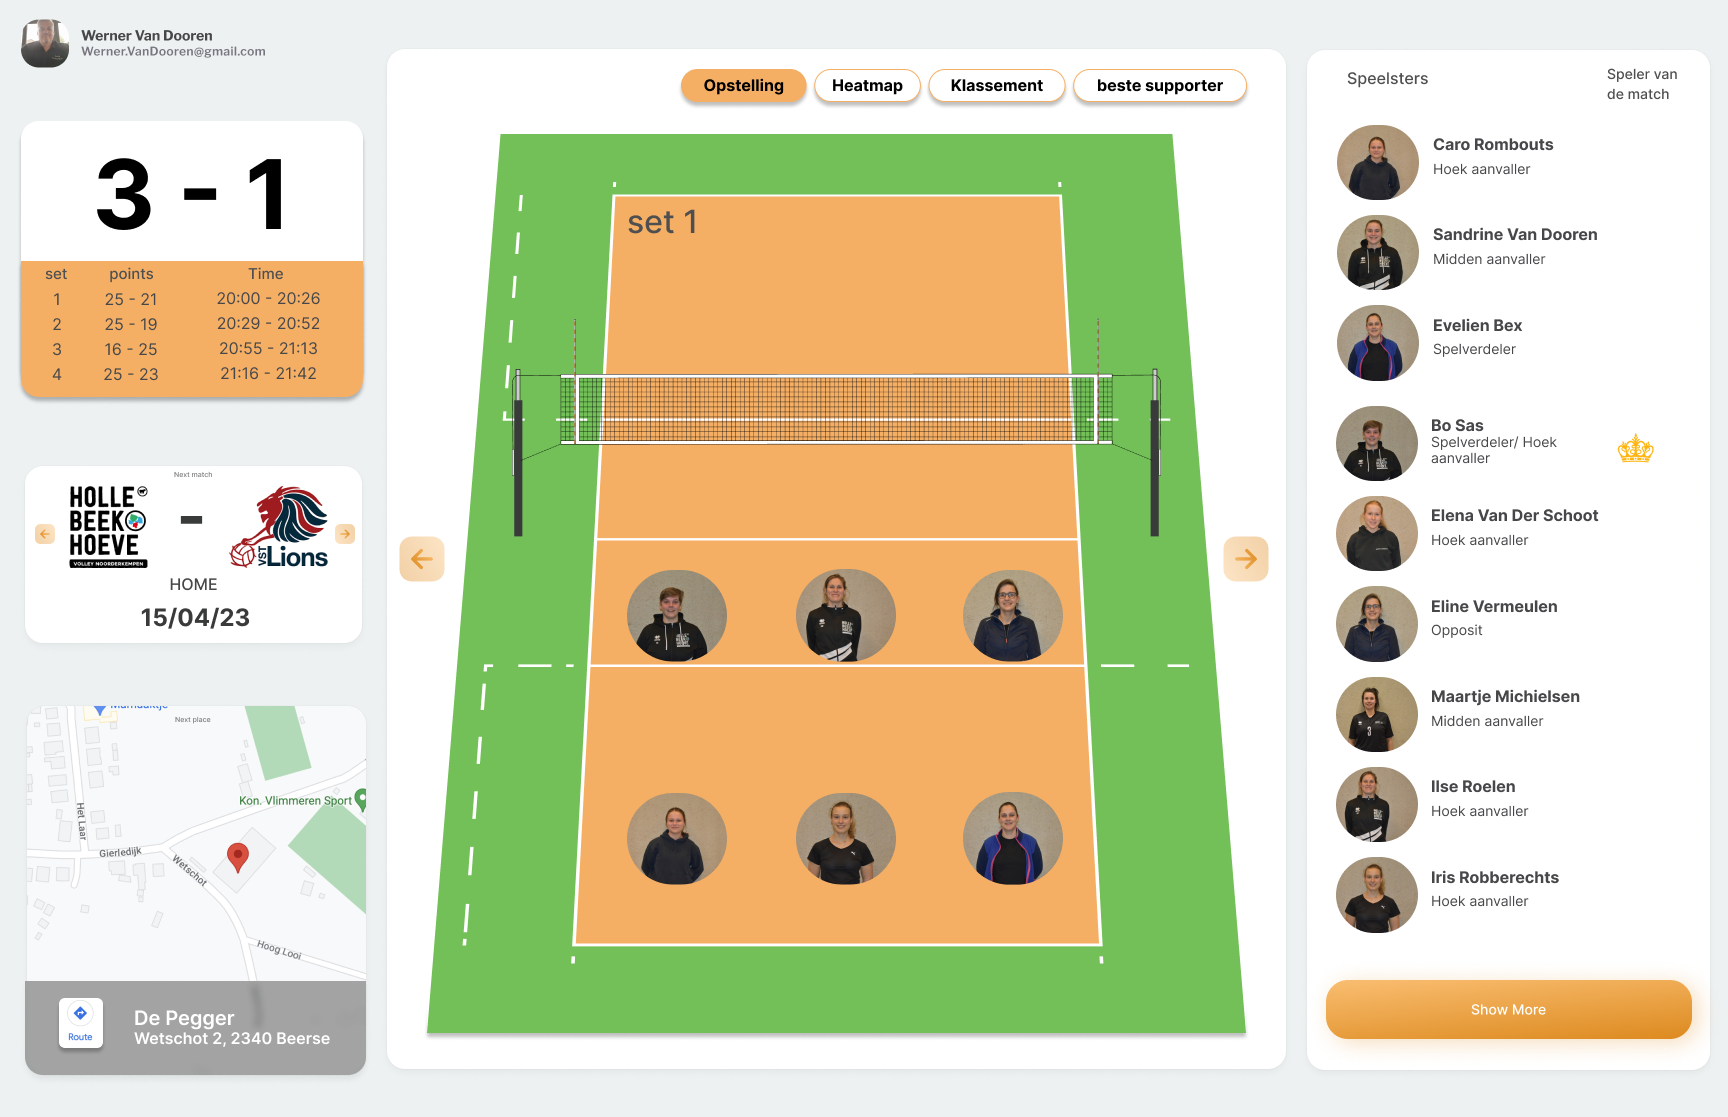 Werner Van Dooren
Werner.VanDooren@gmail.com
3 - 1
set points Time
1 25 - 21 20:00 - 20:26
2 25 - 19 20:29 - 20:52
3 16 - 25 20:55 - 21:13
4 25 - 23 21:16 - 21:42
Next match
HOLLE
BEEK
HOEVE
VOLLEY NOORDERKEMPEN
-
VST Lions
HOME
15/04/23
Next place
Kon. Vlimmeren Sport
Het Laar
Gierledijk
Wetschot
Hoog Looi
Route
De Pegger
Wetschot 2, 2340 Beerse
Opstelling
Heatmap
Klassement
beste supporter
set 1
Speelsters
Speler van
de match
Caro Rombouts
Hoek aanvaller
Sandrine Van Dooren
Midden aanvaller
Evelien Bex
Spelverdeler
Bo Sas
Spelverdeler/ Hoek
aanvaller
Elena Van Der Schoot
Hoek aanvaller
Eline Vermeulen
Opposit
Maartje Michielsen
Midden aanvaller
Ilse Roelen
Hoek aanvaller
Iris Robberechts
Hoek aanvaller
Show More